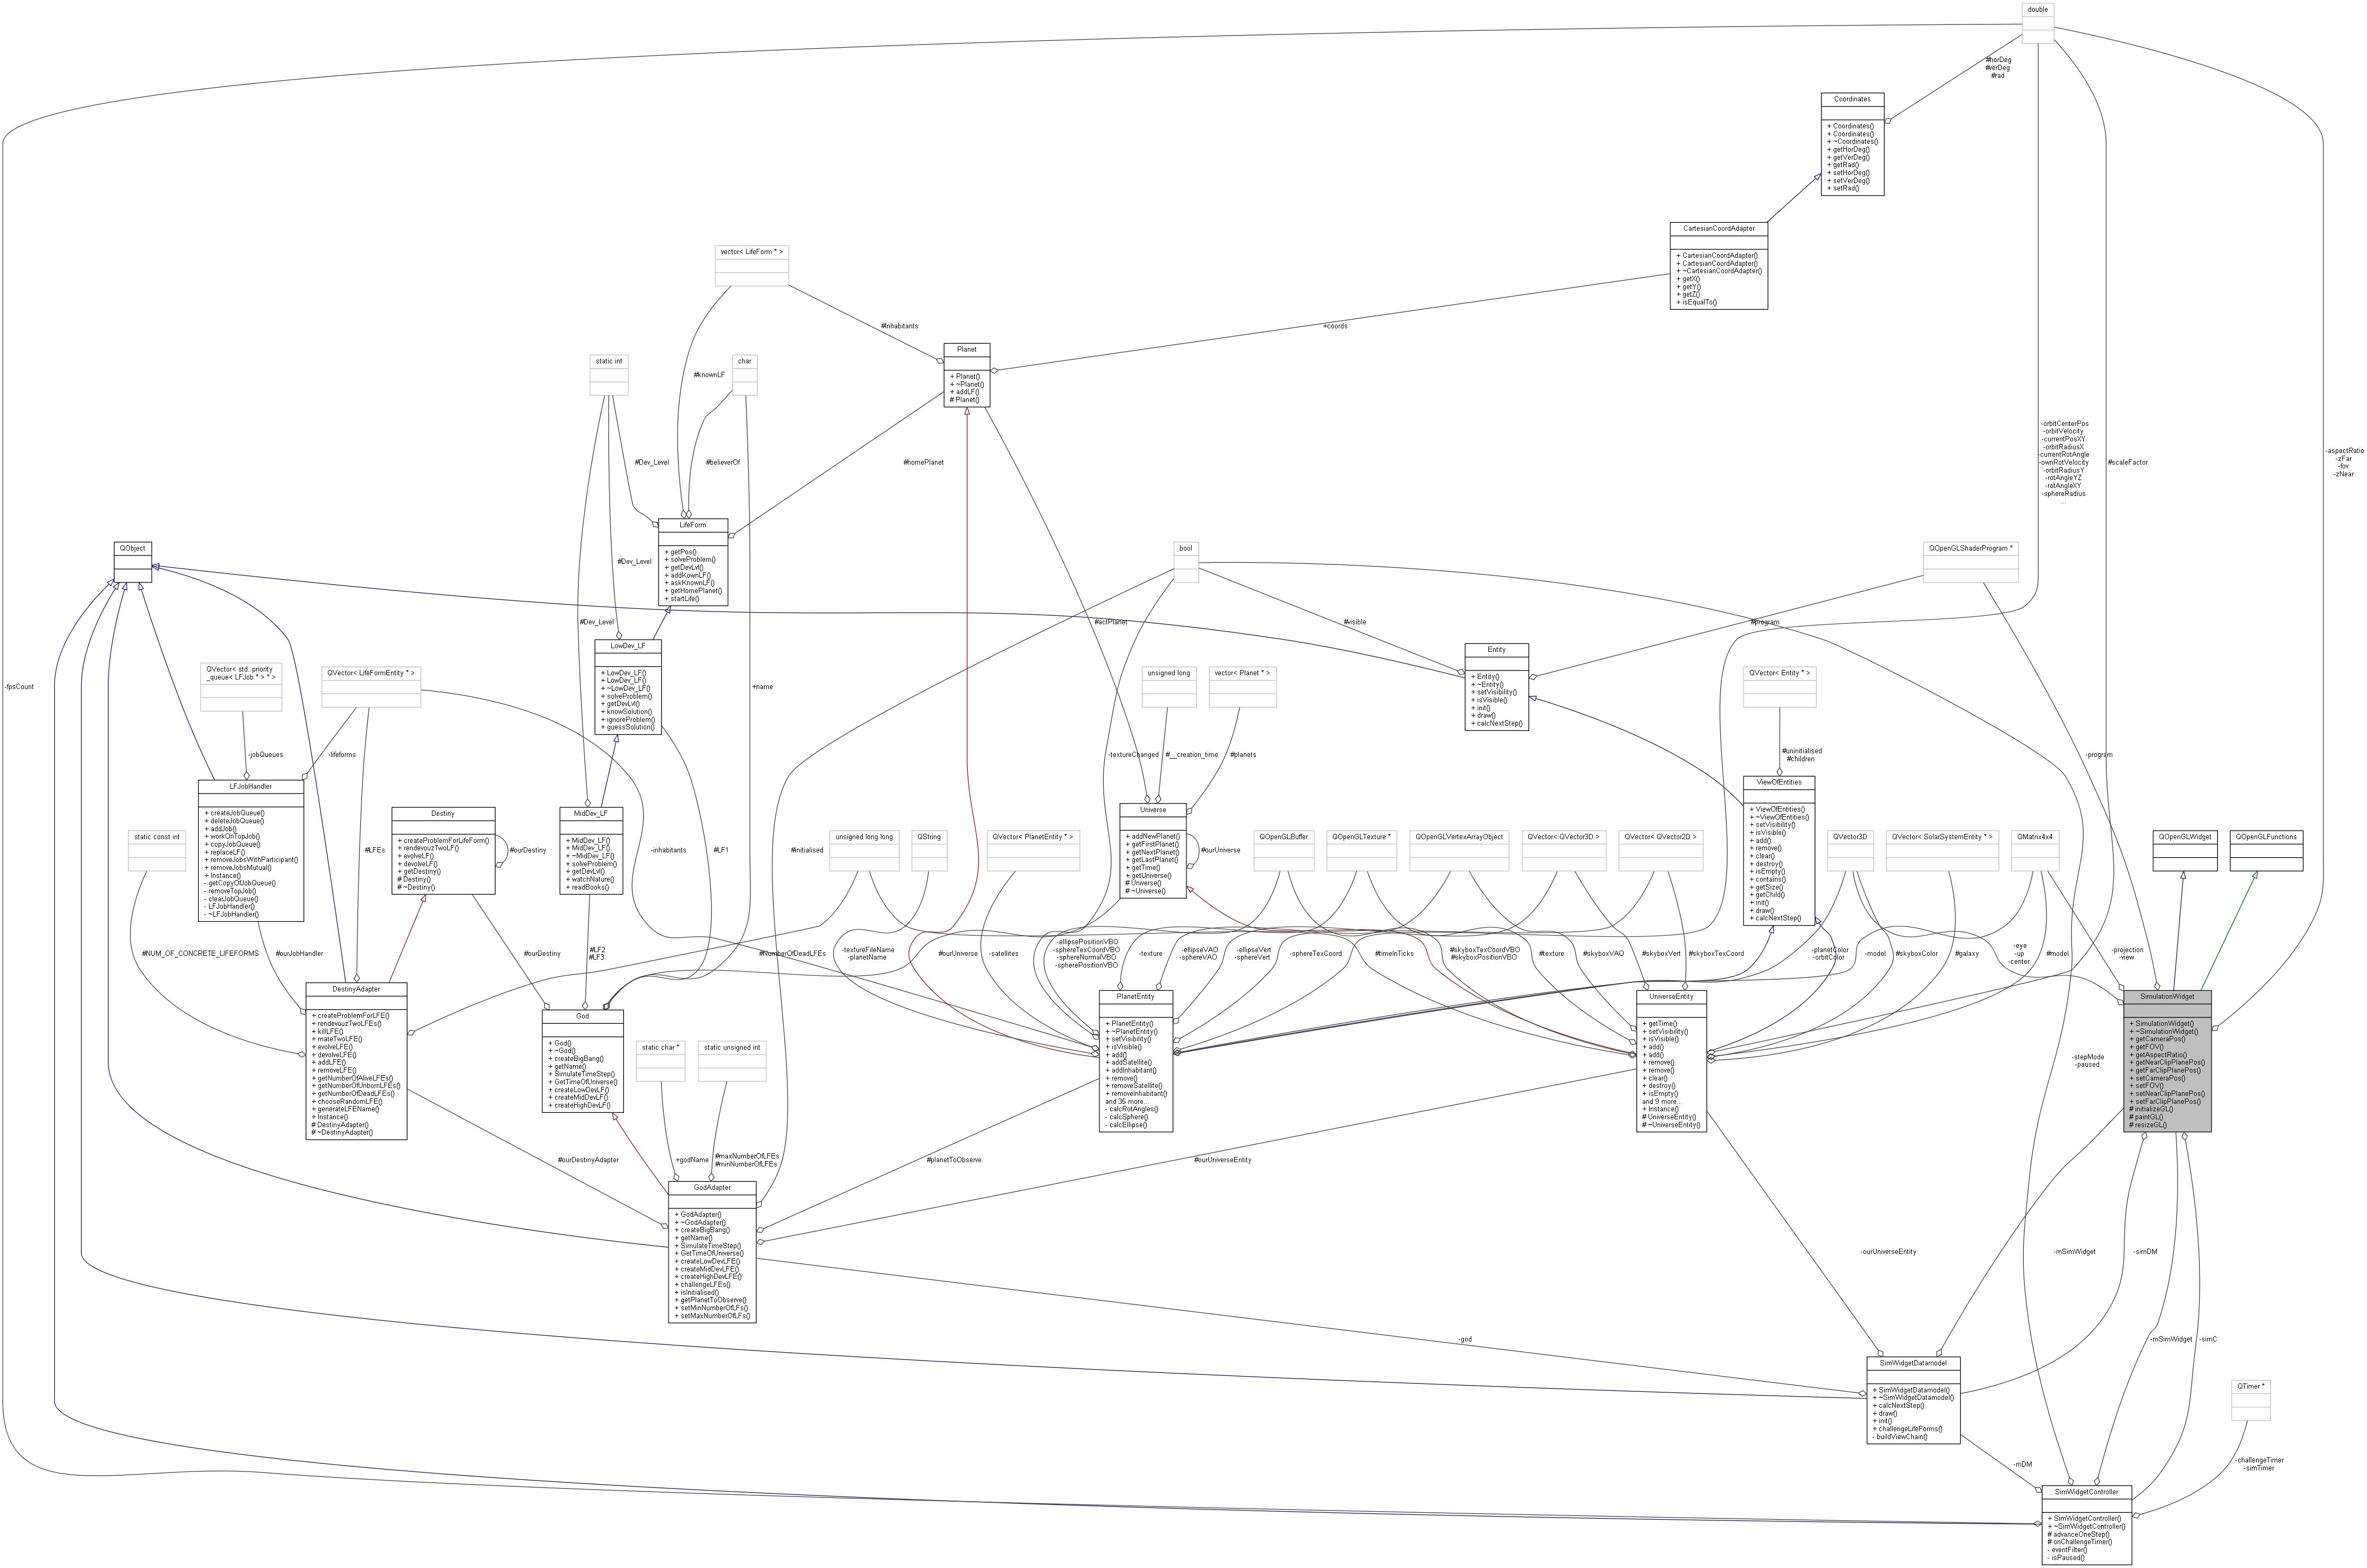 double
#horDeg
#verDeg
#rad
Coordinates
+ Coordinates()
+ Coordinates()
+ ~Coordinates()
+ getHorDeg()
+ getVerDeg()
+ getRad()
+ setHorDeg()
+ setVerDeg()
+ setRad()
CartesianCoordAdapter
+ CartesianCoordAdapter()
+ CartesianCoordAdapter()
+ ~CartesianCoordAdapter()
+ getX()
+ getY()
+ getZ()
+ isEqualTo()
vector< LifeForm * >
#Inhabitants
+coords
Planet
+ Planet()
+ ~Planet()
+ addLF()
# Planet()
static int
char
#knownLF
#Dev_Level
#believerOf
#homePlanet
-orbitCenterPos
-orbitVelocity
-currentPosXY
-orbitRadiusX
-currentRotAngle
-ownRotVelocity
-orbitRadiusY
-rotAngleYZ
-rotAngleXY
-sphereRadius
...
#scaleFactor
-aspectRatio
-zFar
-fov
-zNear
LifeForm
+ getPos()
+ solveProblem()
+ getDevLvl()
+ addKownLF()
+ askKnownLF()
+ getHomePlanet()
+ startLife()
QObject
#Dev_Level
bool
QOpenGLShaderProgram *
#Dev_Level
#actPlanet
#visible
#program
LowDev_LF
+ LowDev_LF()
+ LowDev_LF()
+ ~LowDev_LF()
+ solveProblem()
+ getDevLvl()
+ knowSolution()
+ ignoreProblem()
+ guessSolution()
Entity
+ Entity()
+ ~Entity()
+ setVisibility()
+ isVisible()
+ init()
+ draw()
+ calcNextStep()
-fpsCount
QVector< std::priority
_queue< LFJob * > * >
QVector< LifeFormEntity * >
+name
unsigned long
vector< Planet * >
QVector< Entity * >
-jobQueues
-lifeforms
-textureChanged
#__creation_time
#planets
#uninitialised
#children
-program
LFJobHandler
+ createJobQueue()
+ deleteJobQueue()
+ addJob()
+ workOnTopJob()
+ copyJobQueue()
+ replaceLF()
+ removeJobsWithParticipant()
+ removeJobsMutual()
+ Instance()
- getCopyOfJobQueue()
- removeTopJob()
- clearJobQueue()
- LFJobHandler()
- ~LFJobHandler()
Destiny
+ createProblemForLifeForm()
+ rendevouzTwoLF()
+ evolveLF()
+ devolveLF()
+ getDestiny()
# Destiny()
# ~Destiny()
#ourDestiny
MidDev_LF
+ MidDev_LF()
+ MidDev_LF()
+ ~MidDev_LF()
+ solveProblem()
+ getDevLvl()
+ watchNature()
+ readBooks()
Universe
+ addNewPlanet()
+ getFirstPlanet()
+ getNextPlanet()
+ getLastPlanet()
+ getTime()
+ getUniverse()
# Universe()
# ~Universe()
#ourUniverse
ViewOfEntities
+ ViewOfEntities()
+ ~ViewOfEntities()
+ setVisibility()
+ isVisible()
+ add()
+ remove()
+ clear()
+ destroy()
+ isEmpty()
+ contains()
+ getSize()
+ getChild()
+ init()
+ draw()
+ calcNextStep()
static const int
#LFEs
-inhabitants
#LF1
#initialised
unsigned long long
QString
QVector< PlanetEntity * >
QOpenGLBuffer
QOpenGLTexture *
QOpenGLVertexArrayObject
QVector< QVector3D >
QVector< QVector2D >
QVector3D
QVector< SolarSystemEntity * >
QMatrix4x4
QOpenGLWidget
QOpenGLFunctions
#NUM_OF_CONCRETE_LIFEFORMS
#ourJobHandler
#ourDestiny
#LF2
#LF3
#NumberOfDeadLFEs
-textureFileName
-planetName
#ourUniverse
-satellites
-ellipsePositionVBO
-sphereTexCoordVBO
-sphereNormalVBO
-spherePositionVBO
-texture
-ellipseVAO
-sphereVAO
-ellipseVert
-sphereVert
-sphereTexCoord
#timeInTicks
#skyboxTexCoordVBO
#skyboxPositionVBO
#texture
#skyboxVAO
#skyboxVert
#skyboxTexCoord
-planetColor
-orbitColor
-model
#skyboxColor
#galaxy
-eye
-up
-center
#model
-projection
-view
DestinyAdapter
+ createProblemForLFE()
+ rendevouzTwoLFEs()
+ killLFE()
+ mateTwoLFE()
+ evolveLFE()
+ devolveLFE()
+ addLFE()
+ removeLFE()
+ getNumberOfAliveLFEs()
+ getNumberOfUnbornLFEs()
+ getNumberOfDeadLFEs()
+ chooseRandomLFE()
+ generateLFEName()
+ Instance()
# DestinyAdapter()
# ~DestinyAdapter()
God
+ God()
+ ~God()
+ createBigBang()
+ getName()
+ SimulateTimeStep()
+ GetTimeOfUniverse()
+ createLowDevLF()
+ createMidDevLF()
+ createHighDevLF()
static char *
static unsigned int
PlanetEntity
+ PlanetEntity()
+ ~PlanetEntity()
+ setVisibility()
+ isVisible()
+ add()
+ addSatellite()
+ addInhabitant()
+ remove()
+ removeSatellite()
+ removeInhabitant()
and 35 more...
- calcRotAngles()
- calcSphere()
- calcEllipse()
UniverseEntity
+ getTime()
+ setVisibility()
+ isVisible()
+ add()
+ add()
+ remove()
+ remove()
+ clear()
+ destroy()
+ isEmpty()
and 9 more...
+ Instance()
# UniverseEntity()
# ~UniverseEntity()
SimulationWidget
+ SimulationWidget()
+ ~SimulationWidget()
+ getCameraPos()
+ getFOV()
+ getAspectRatio()
+ getNearClipPlanePos()
+ getFarClipPlanePos()
+ setCameraPos()
+ setFOV()
+ setNearClipPlanePos()
+ setFarClipPlanePos()
# initializeGL()
# paintGL()
# resizeGL()
-stepMode
-paused
#ourDestinyAdapter
+godName
#maxNumberOfLFEs
#minNumberOfLFEs
#planetToObserve
#ourUniverseEntity
GodAdapter
+ GodAdapter()
+ ~GodAdapter()
+ createBigBang()
+ getName()
+ SimulateTimeStep()
+ GetTimeOfUniverse()
+ createLowDevLFE()
+ createMidDevLFE()
+ createHighDevLFE()
+ challengeLFEs()
+ isInitialised()
+ getPlanetToObserve()
+ setMinNumberOfLFs()
+ setMaxNumberOfLFs()
-ourUniverseEntity
-mSimWidget
-simDM
-god
-mSimWidget
-simC
SimWidgetDatamodel
+ SimWidgetDatamodel()
+ ~SimWidgetDatamodel()
+ calcNextStep()
+ draw()
+ init()
+ challengeLifeForms()
- buildViewChain()
QTimer *
-mDM
-challengeTimer
-simTimer
SimWidgetController
+ SimWidgetController()
+ ~SimWidgetController()
# advanceOneStep()
# onChallengeTimer()
- eventFilter()
- isPaused()